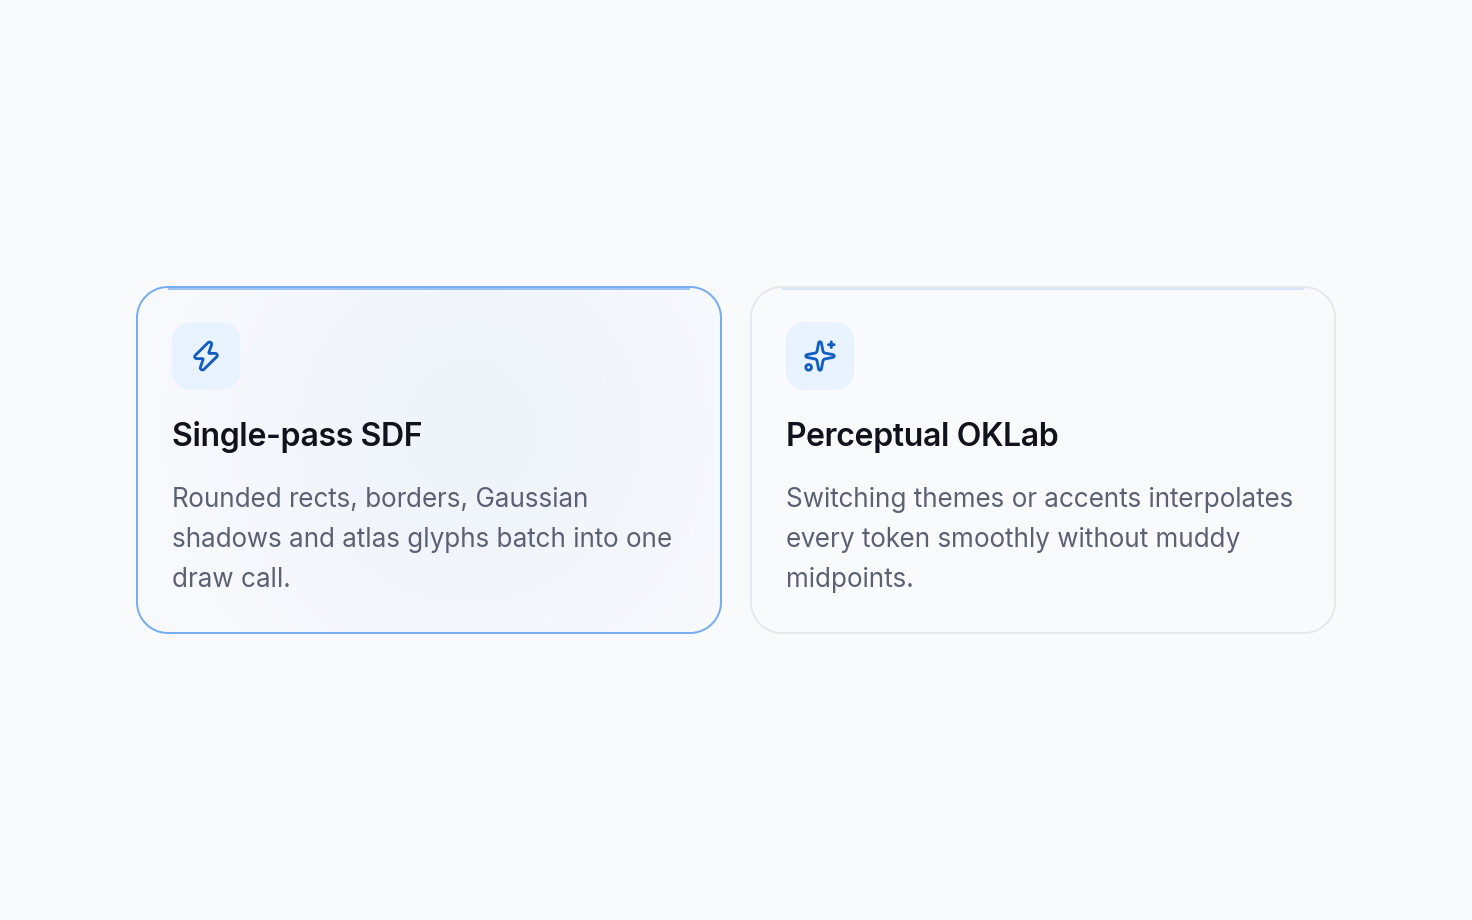 Single-pass SDF
Rounded rects, borders, Gaussian
shadows and atlas glyphs batch into one
draw call.
Perceptual OKLab
Switching themes or accents interpolates
every token smoothly without muddy
midpoints.